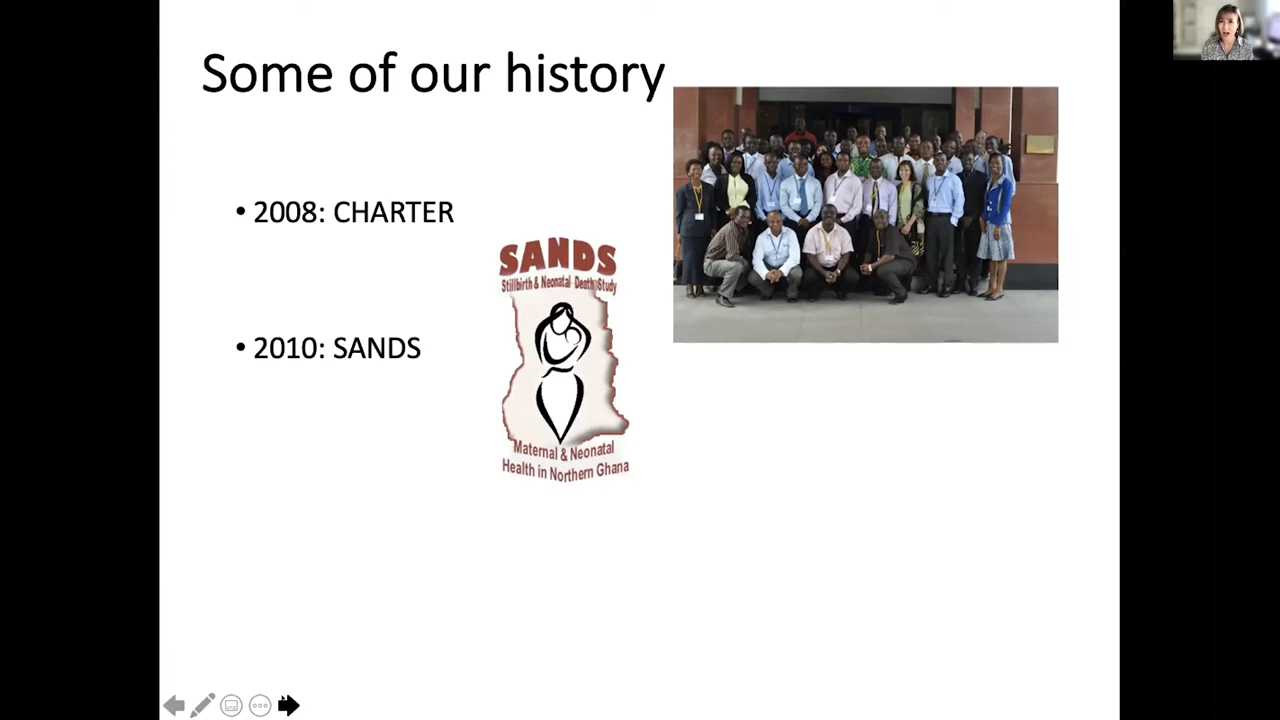 Some of our history
• 2008: CHARTER
• 2010: SANDS
SANDS
Stillbirth & Neonatal Death Study
Maternal & Neonatal
Health in Northern Ghana